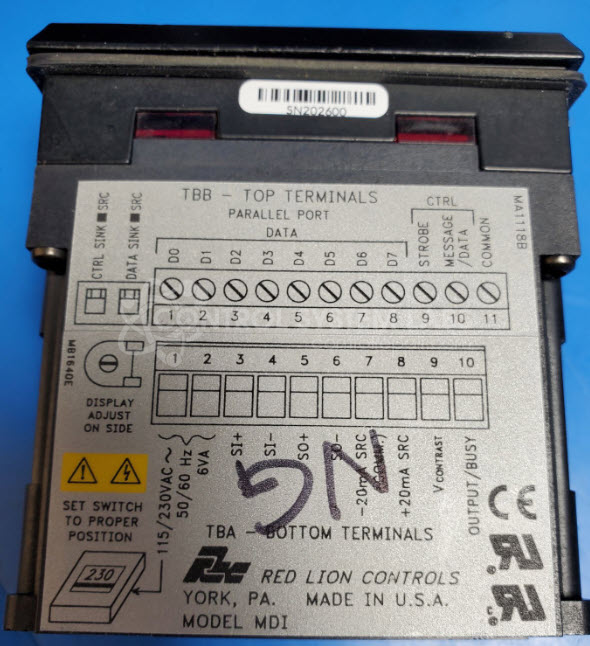 SN202600
TBB - TOP TERMINALS
PARALLEL PORT
CTRL
DATA
CTRL SINK ■ SRC
DATA SINK ■ SRC
D0 D1 D2 D3 D4 D5 D6 D7 STROBE MESSAGE /DATA COMMON
MA1118B
1 2 3 4 5 6 7 8 9 10 11
MB1640E
1 2 3 4 5 6 7 8 9 10
DISPLAY
ADJUST
ON SIDE
115/230VAC ~
50/60 Hz
6VA
SI+
SI-
SO+
SO-
-20mA SRC
+20mA SRC
VCONTRAST
OUTPUT/BUSY
NG
SET SWITCH
TO PROPER
POSITION
TBA - BOTTOM TERMINALS
CE
230
RED LION CONTROLS
YORK, PA. MADE IN U.S.A.
MODEL MDI